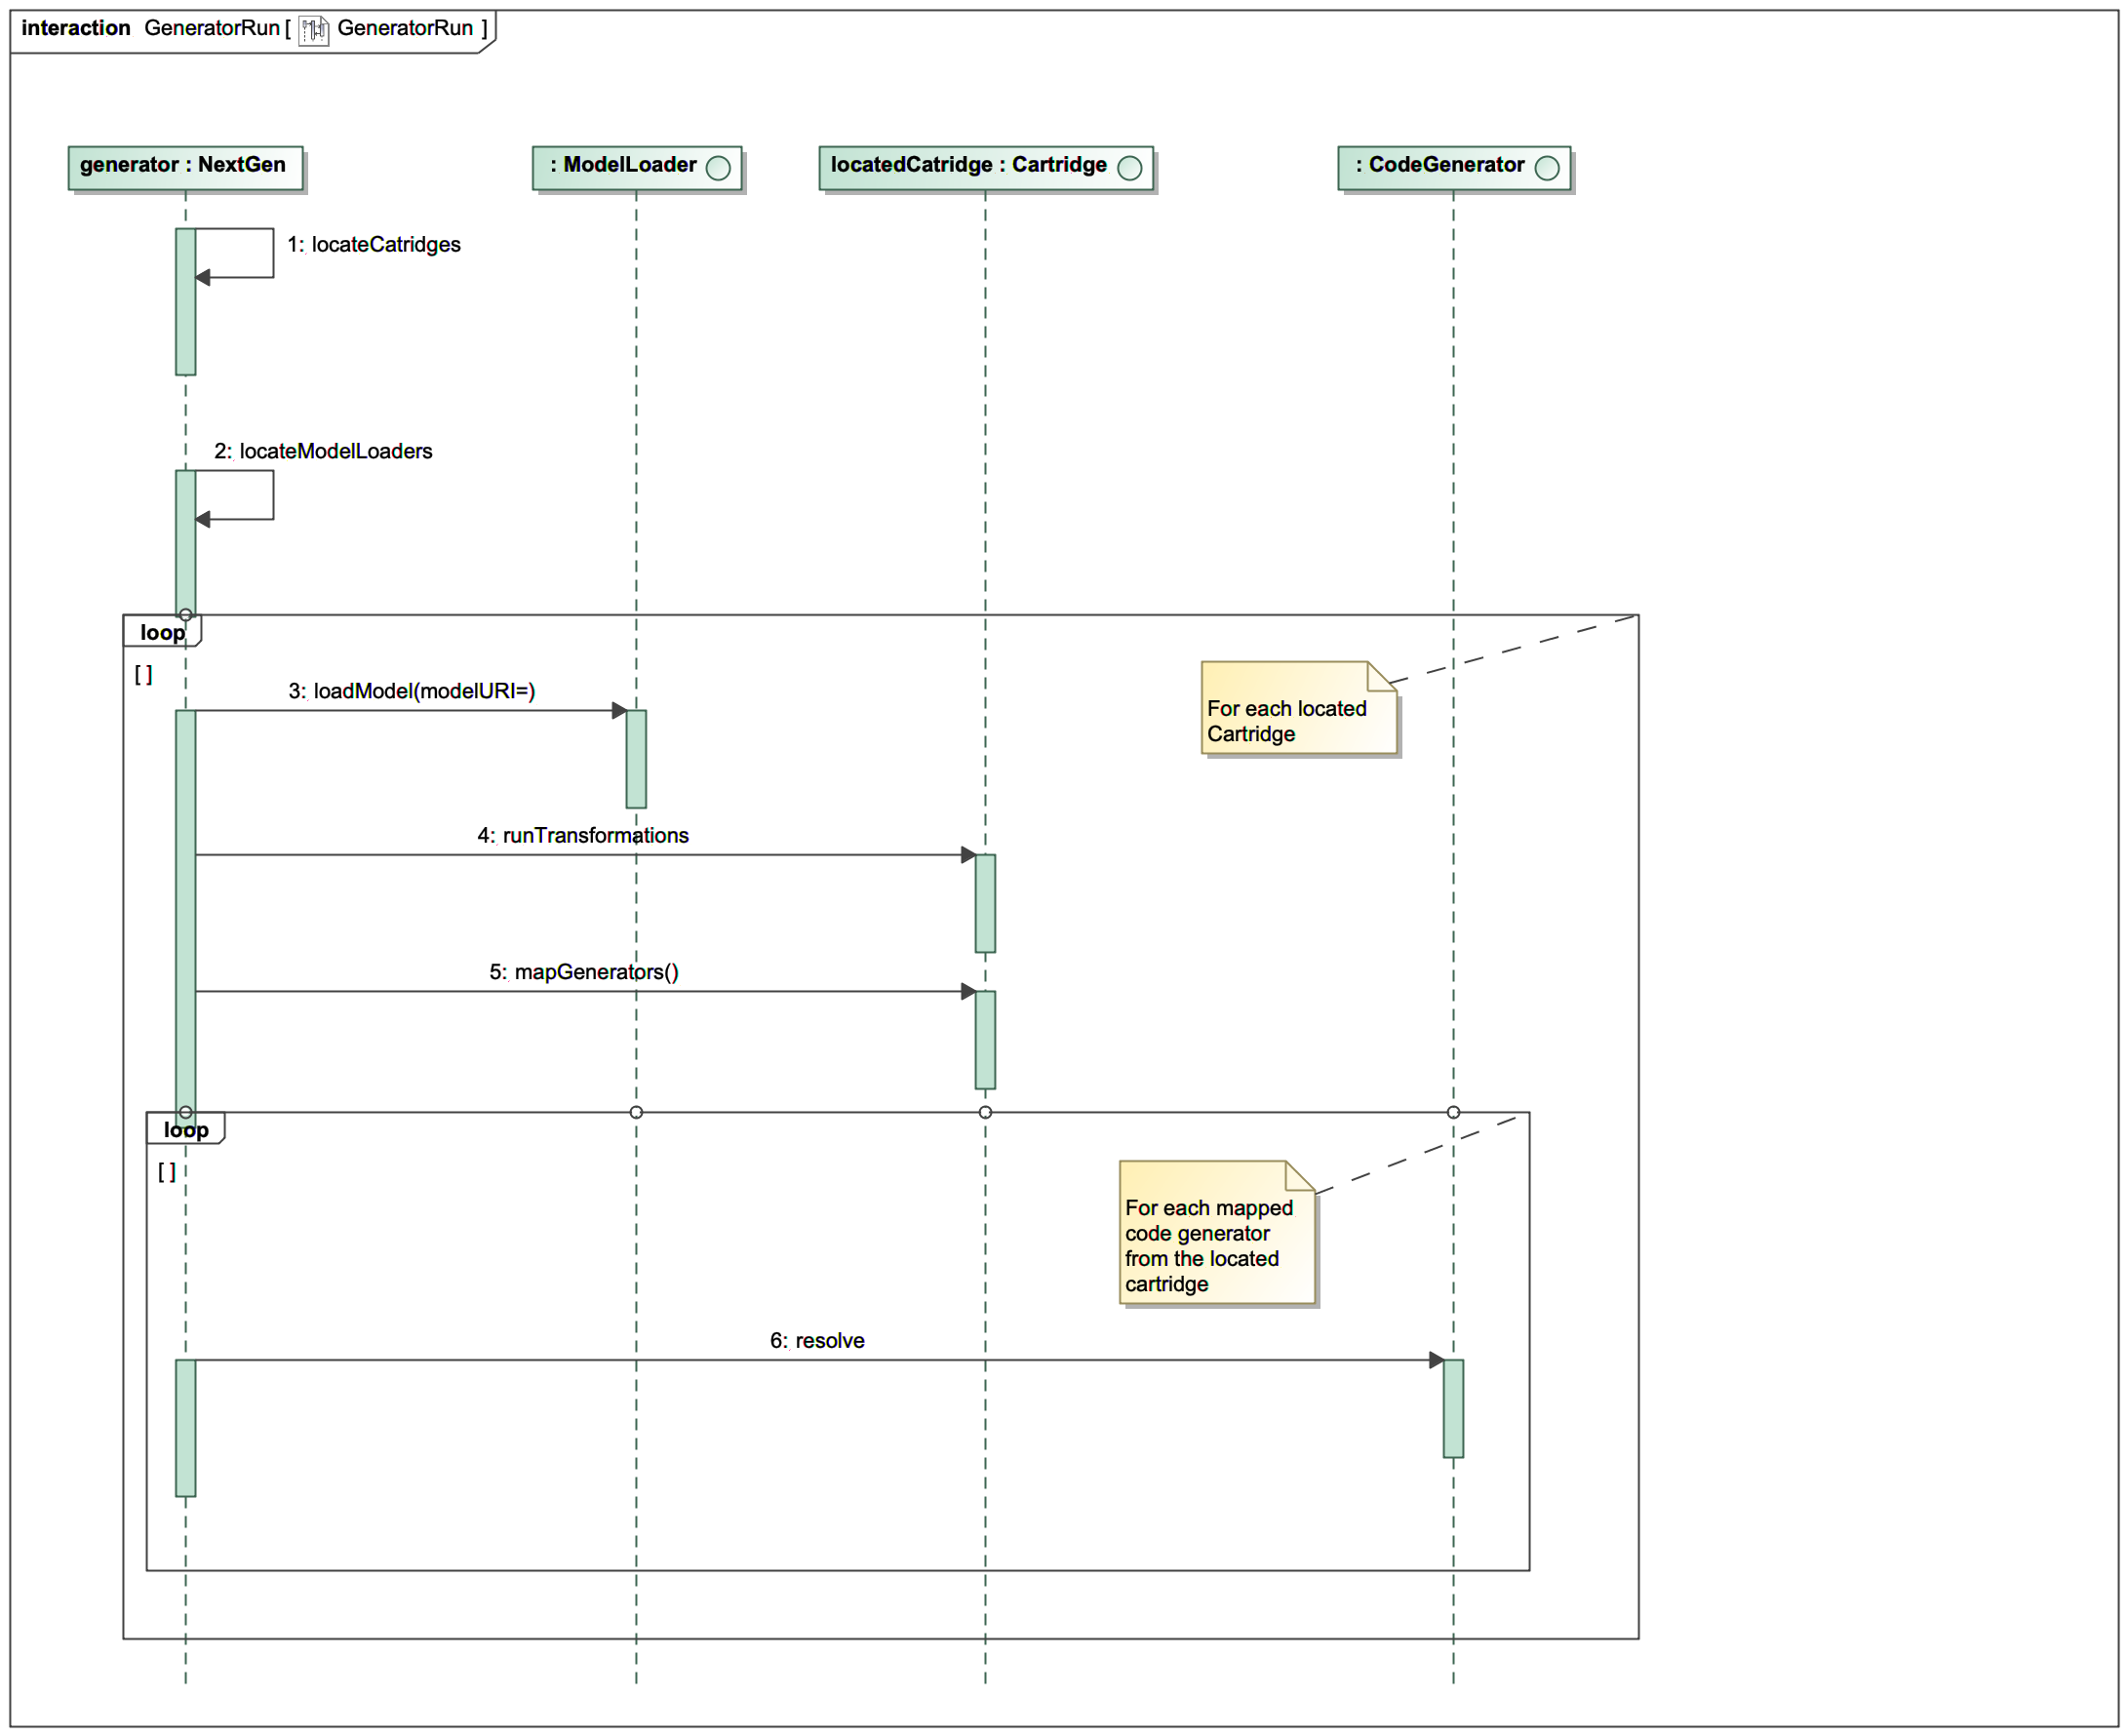 interaction GeneratorRun [ GeneratorRun ]
generator : NextGen
: ModelLoader
locatedCatridge : Cartridge
: CodeGenerator
1: locateCatridges
2: locateModelLoaders
loop
[ ]
3: loadModel(modelURI=)
For each located
Cartridge
4: runTransformations
5: mapGenerators()
loop
[ ]
For each mapped
code generator
from the located
cartridge
6: resolve